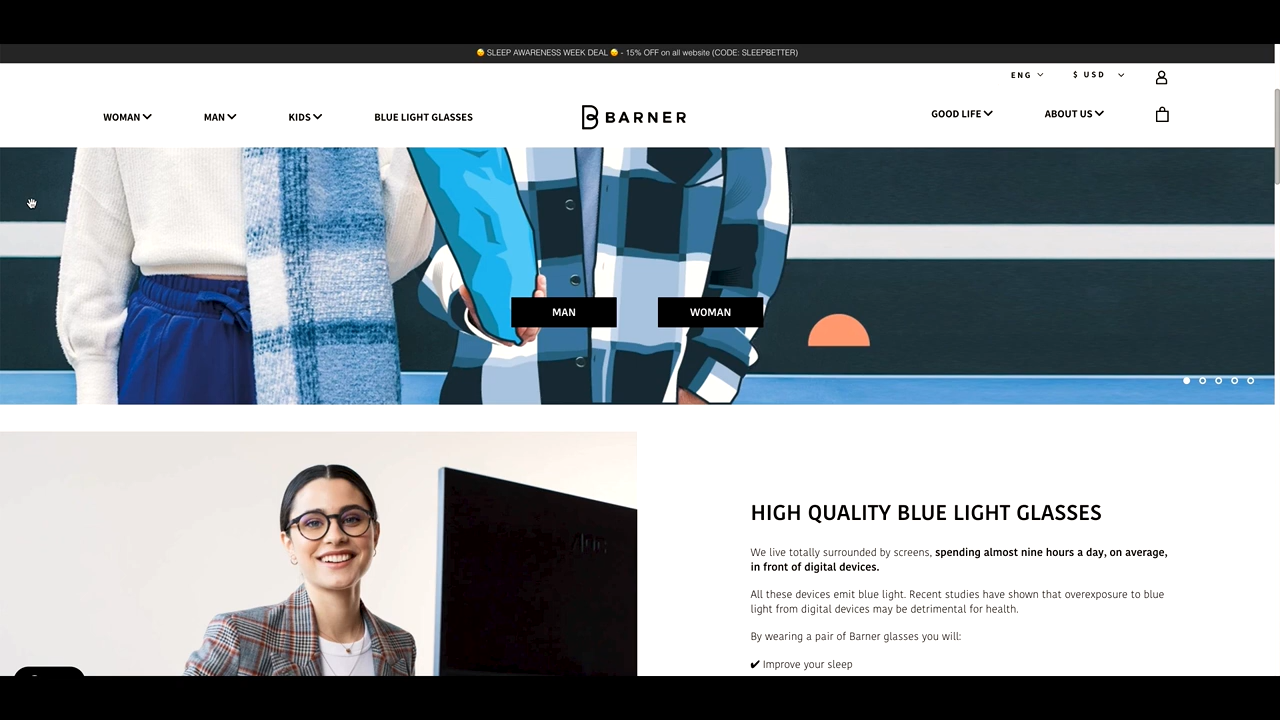 😴 SLEEP AWARENESS WEEK DEAL 😴 - 15% OFF on all website (CODE: SLEEPBETTER)
ENG $ USD
WOMAN MAN KIDS BLUE LIGHT GLASSES BARNER GOOD LIFE ABOUT US
MAN WOMAN
AOC
HIGH QUALITY BLUE LIGHT GLASSES
We live totally surrounded by screens, spending almost nine hours a day, on average,
in front of digital devices.
All these devices emit blue light. Recent studies have shown that overexposure to blue
light from digital devices may be detrimental for health.
By wearing a pair of Barner glasses you will:
✔ Improve your sleep